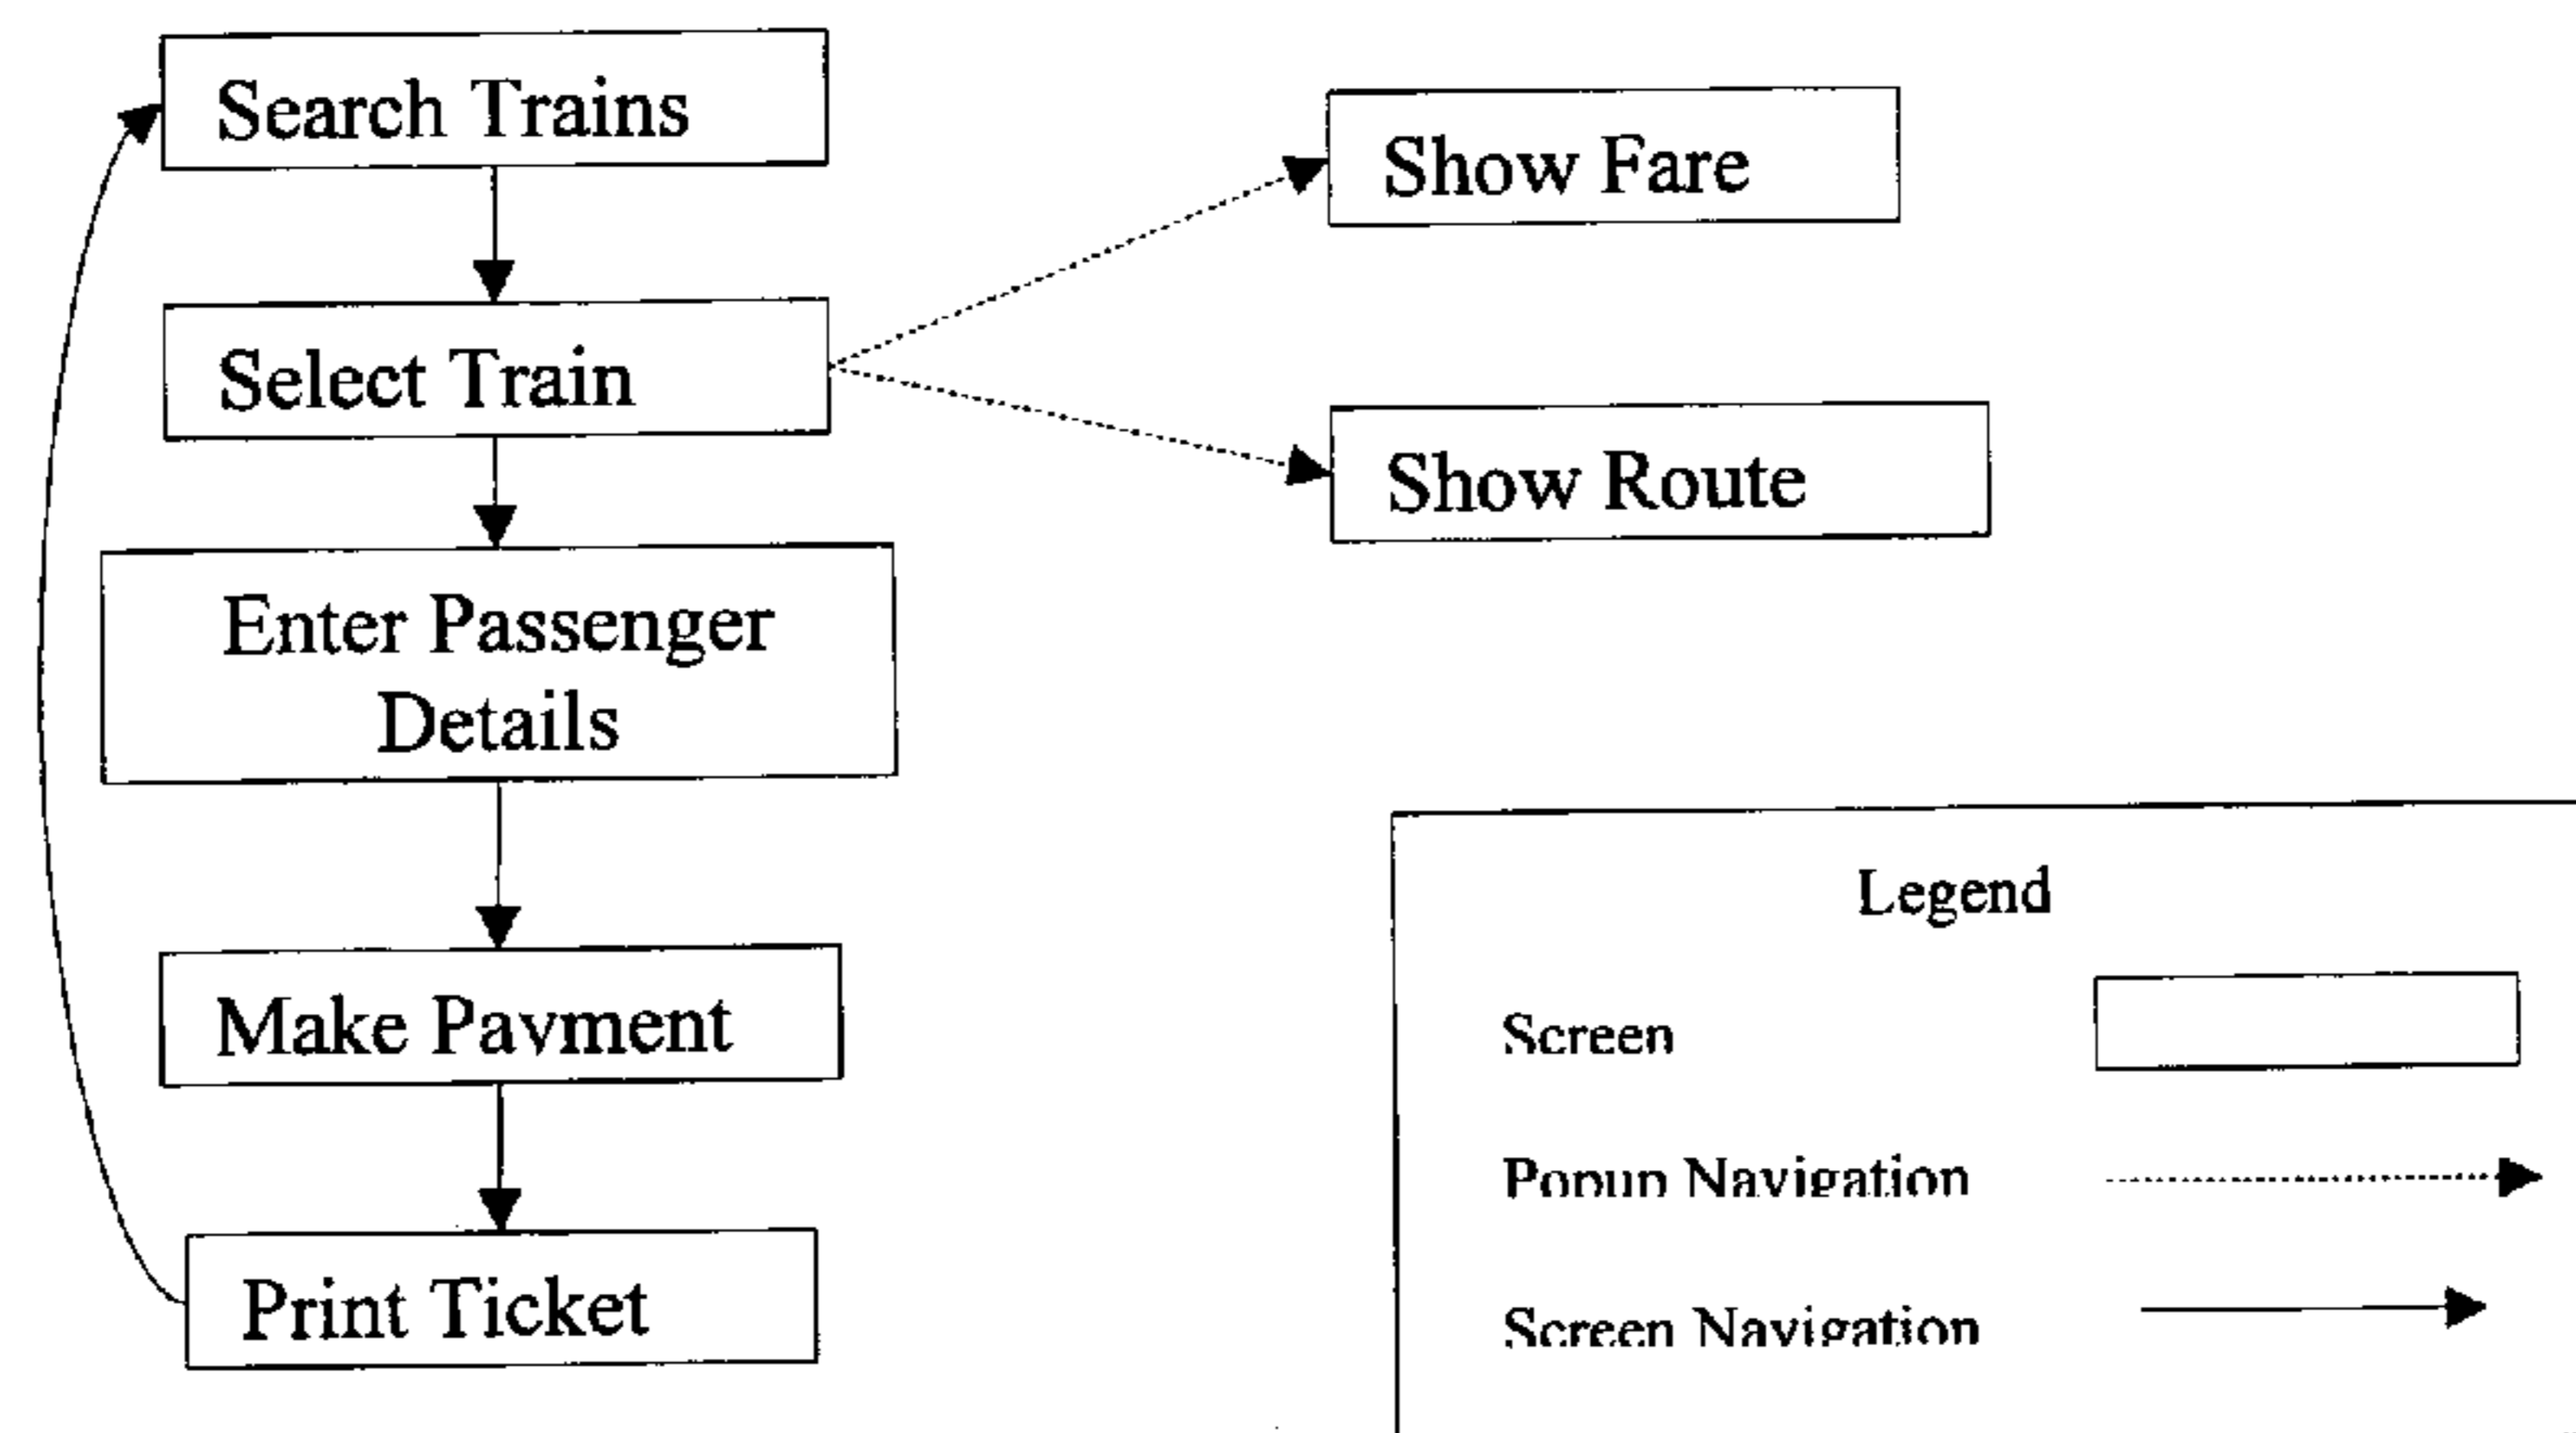 Search Trains
Show Fare
Select Train
Show Route
Enter Passenger
Details
Make Payment
Print Ticket
Legend
Screen
Popup Navigation
Screen Navigation